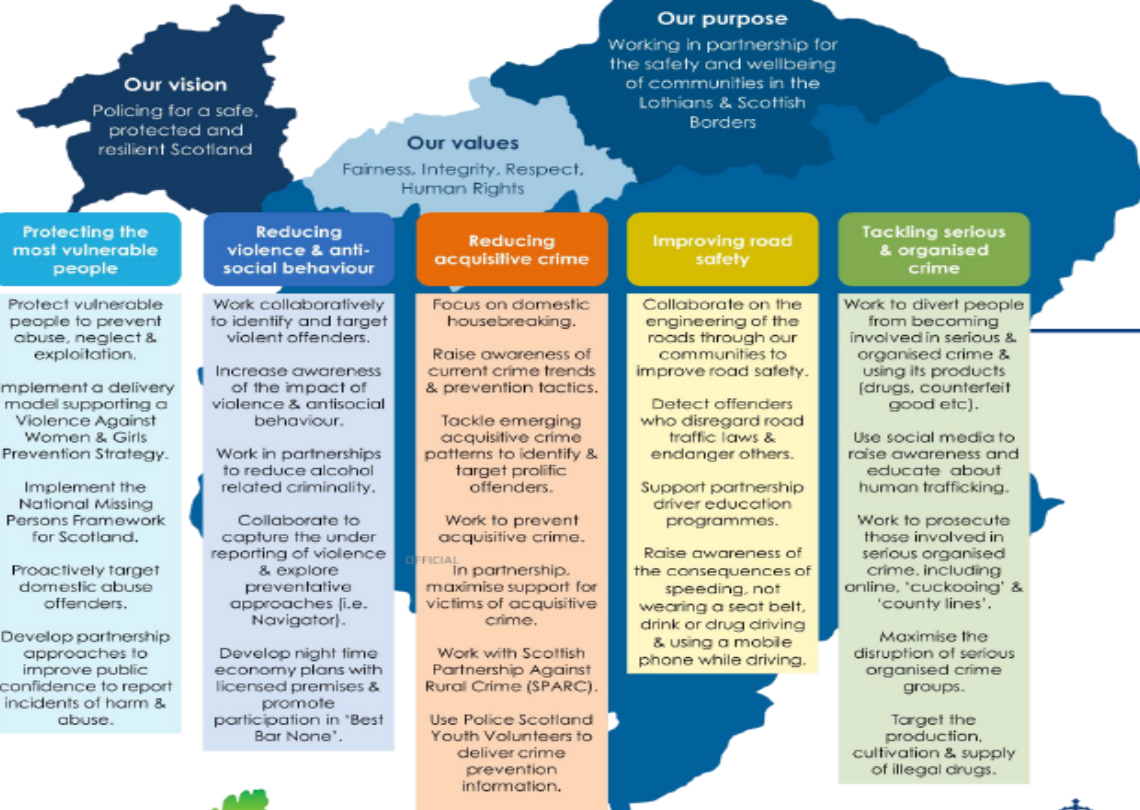 Our purpose
Working in partnership for
the safety and wellbeing
of communities in the
Lothians & Scottish
Borders
Our vision
Policing for a safe,
protected and
resilient Scotland
Our values
Fairness, Integrity, Respect,
Human Rights
Protecting the
most vulnerable
people
Protect vulnerable
people to prevent
abuse, neglect &
exploitation.
mplement a delivery
model supporting a
Violence Against
Women & Girls
Prevention Strategy.
Implement the
National Missing
Persons Framework
for Scotland.
Proactively target
domestic abuse
offenders.
Develop partnership
approaches to
improve public
confidence to report
incidents of harm &
abuse.
Reducing
violence & anti-
social behaviour
Work collaboratively
to identify and target
violent offenders.
Increase awareness
of the impact of
violence & antisocial
behaviour.
Work in partnerships
to reduce alcohol
related criminality.
Collaborate to
capture the under
reporting of violence
& explore
preventative
approaches (i.e.
Navigator).
Develop night time
economy plans with
licensed premises &
promote
participation in ‘Best
Bar None’.
Reducing
acquisitive crime
Focus on domestic
housebreaking.
Raise awareness of
current crime trends
& prevention tactics.
Tackle emerging
acquisitive crime
patterns to identify &
target prolific
offenders.
Work to prevent
acquisitive crime.
OFFICIAL
In partnership,
maximise support for
victims of acquisitive
crime.
Work with Scottish
Partnership Against
Rural Crime (SPARC).
Use Police Scotland
Youth Volunteers to
deliver crime
prevention
information.
Improving road
safety
Collaborate on the
engineering of the
roads through our
communities to
improve road safety.
Detect offenders
who disregard road
traffic laws &
endanger others.
Support partnership
driver education
programmes.
Raise awareness of
the consequences of
speeding, not
wearing a seat belt,
drink or drug driving
& using a mobile
phone while driving.
Tackling serious
& organised
crime
Work to divert people
from becoming
involved in serious &
organised crime &
using its products
(drugs, counterfeit
good etc).
Use social media to
raise awareness and
educate about
human trafficking.
Work to prosecute
those involved in
serious organised
crime, including
online, ‘cuckooing’ &
‘county lines’.
Maximise the
disruption of serious
organised crime
groups.
Target the
production,
cultivation & supply
of illegal drugs.